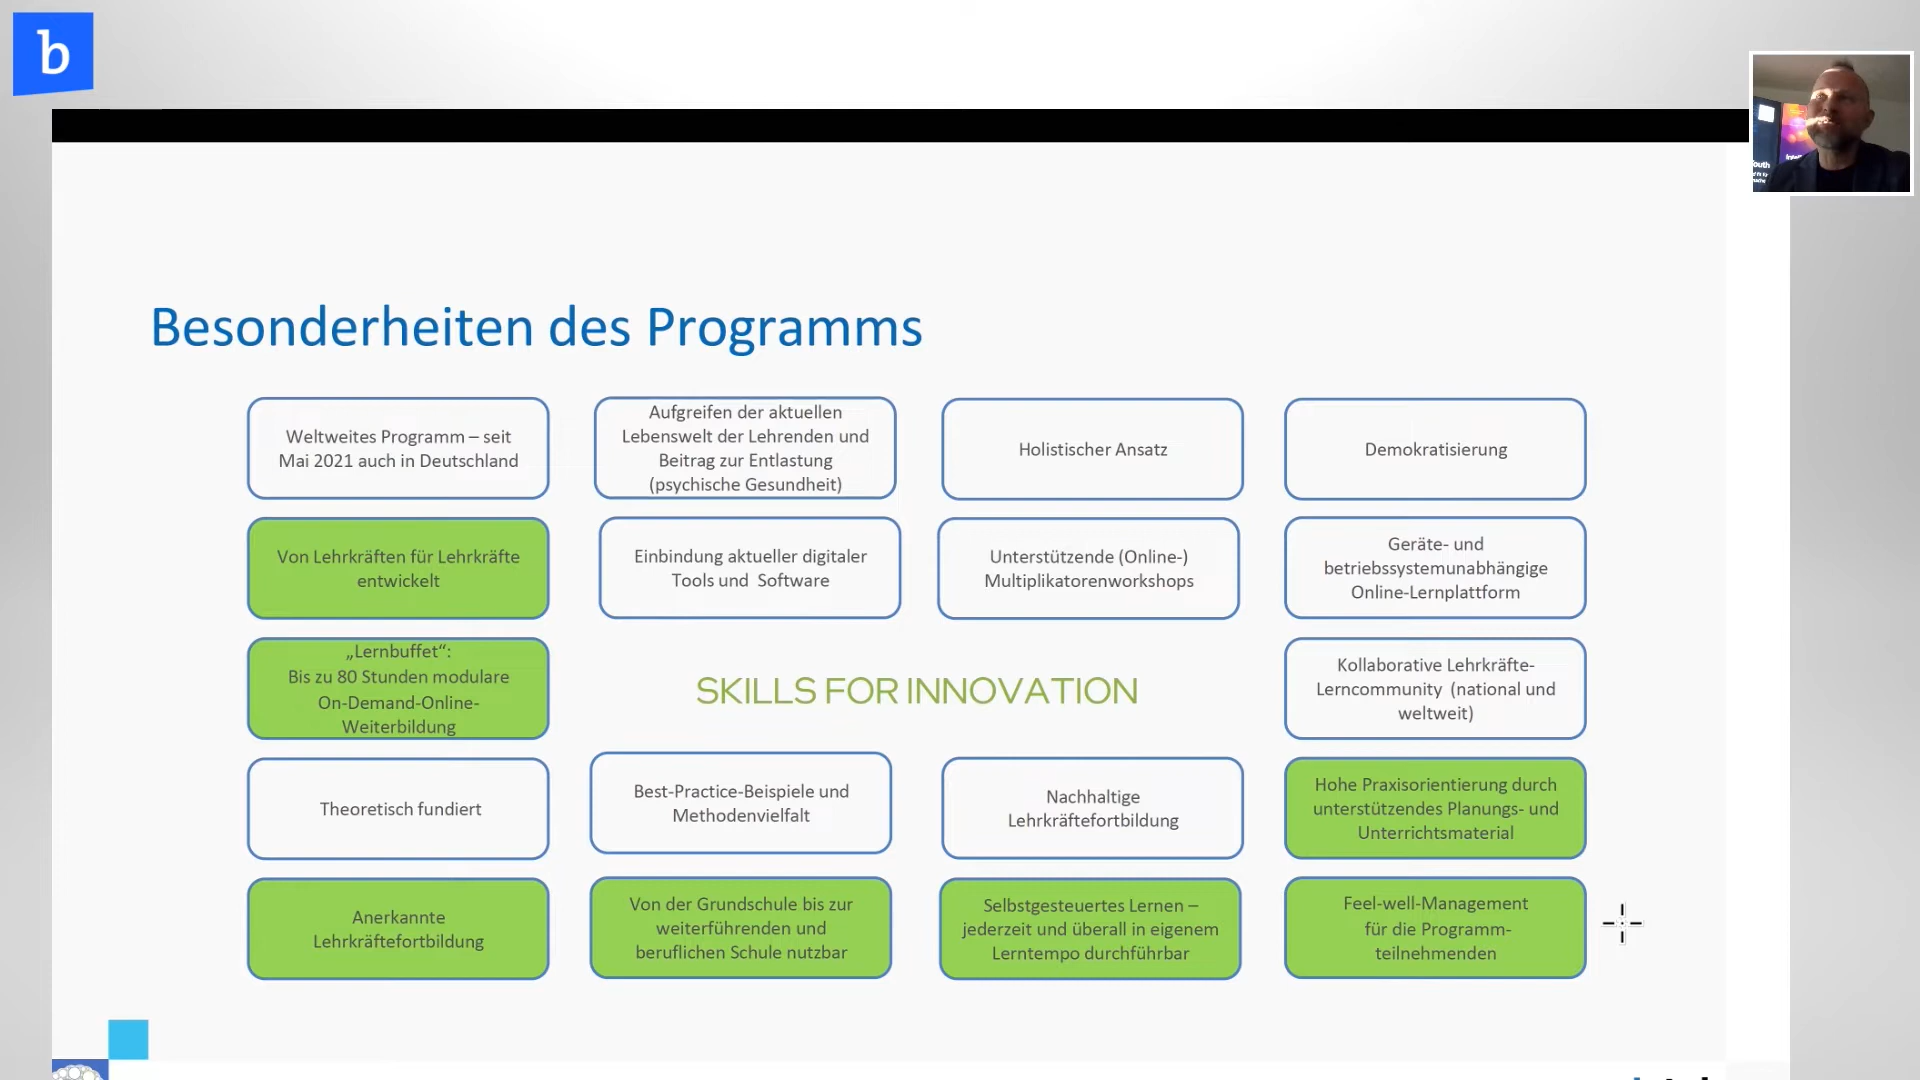 b
Besonderheiten des Programms
Weltweites Programm – seit
Mai 2021 auch in Deutschland
Aufgreifen der aktuellen
Lebenswelt der Lehrenden und
Beitrag zur Entlastung
(psychische Gesundheit)
Holistischer Ansatz
Demokratisierung
Von Lehrkräften für Lehrkräfte
entwickelt
Einbindung aktueller digitaler
Tools und Software
Unterstützende (Online-)
Multiplikatorenworkshops
Geräte- und
betriebssystemunabhängige
Online-Lernplattform
„Lernbuffet“:
Bis zu 80 Stunden modulare
On-Demand-Online-
Weiterbildung
SKILLS FOR INNOVATION
Kollaborative Lehrkräfte-
Lerncommunity (national und
weltweit)
Theoretisch fundiert
Best-Practice-Beispiele und
Methodenvielfalt
Nachhaltige
Lehrkräftefortbildung
Hohe Praxisorientierung durch
unterstützendes Planungs- und
Unterrichtsmaterial
Anerkannte
Lehrkräftefortbildung
Von der Grundschule bis zur
weiterführenden und
beruflichen Schule nutzbar
Selbstgesteuertes Lernen –
jederzeit und überall in eigenem
Lerntempo durchführbar
Feel-well-Management
für die Programm-
teilnehmenden